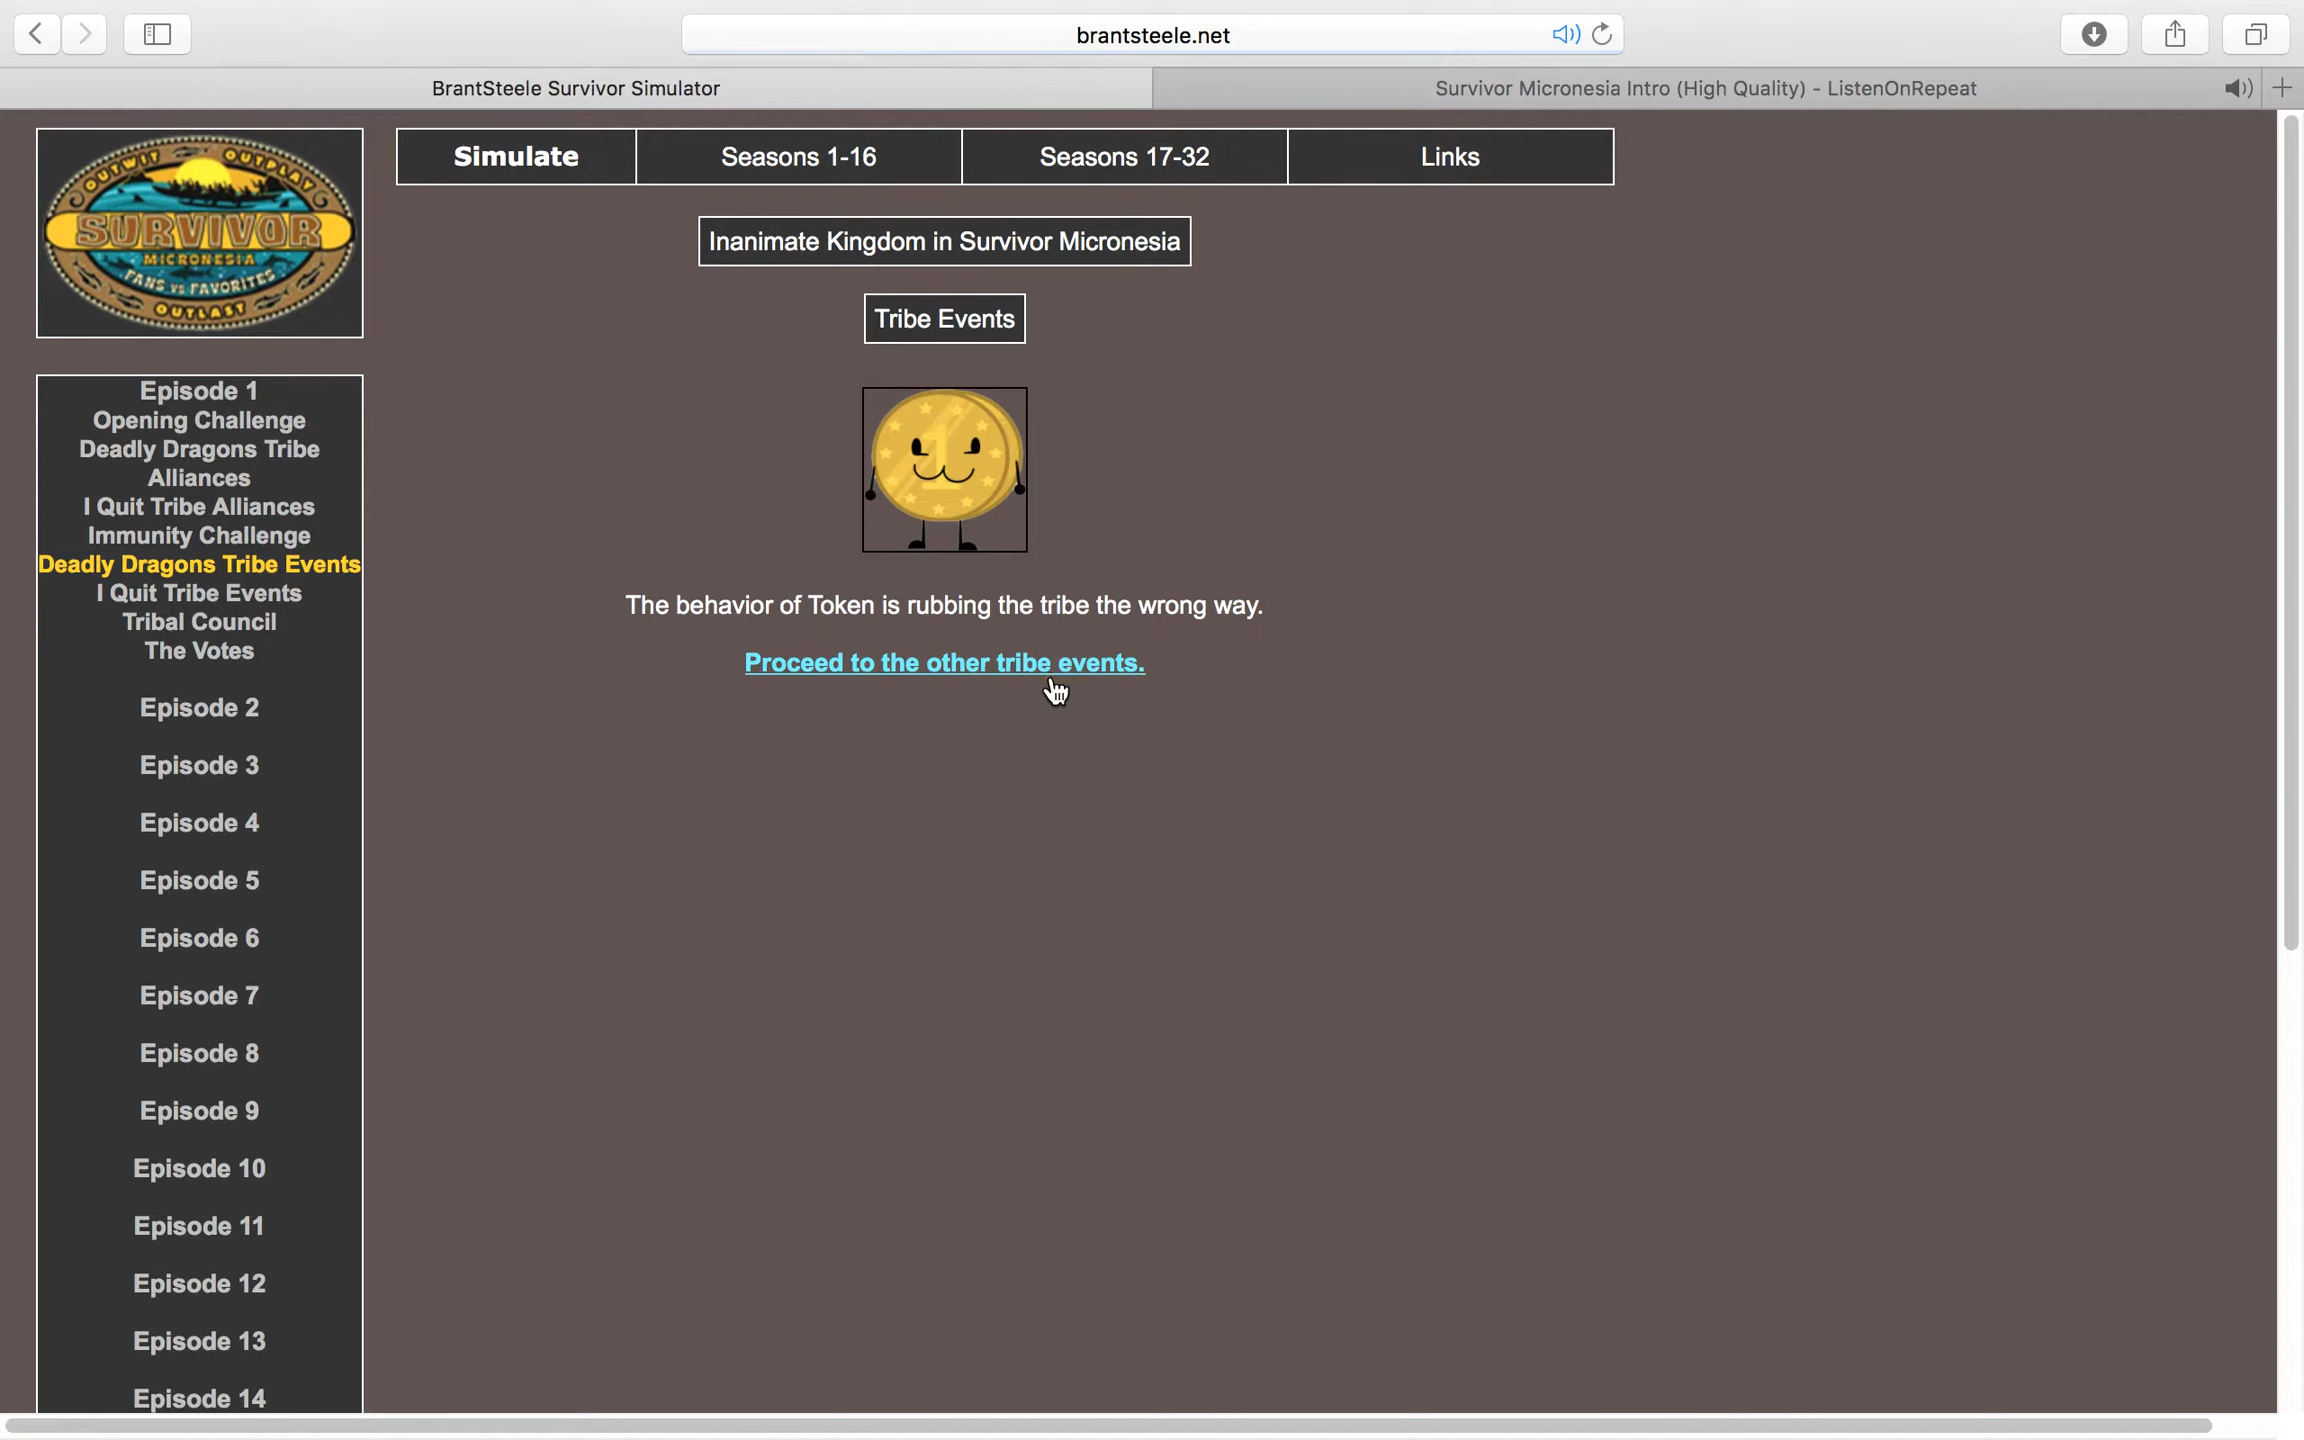 brantsteele.net
BrantSteele Survivor Simulator
Survivor Micronesia Intro (High Quality) - ListenOnRepeat
OUTWIT OUTPLAY
SURVIVOR
MICRONESIA
FANS vs FAVORITES
OUTLAST
Simulate
Seasons 1-16
Seasons 17-32
Links
Inanimate Kingdom in Survivor Micronesia
Tribe Events
1
The behavior of Token is rubbing the tribe the wrong way.
Proceed to the other tribe events.
Episode 1
Opening Challenge
Deadly Dragons Tribe
Alliances
I Quit Tribe Alliances
Immunity Challenge
Deadly Dragons Tribe Events
I Quit Tribe Events
Tribal Council
The Votes
Episode 2
Episode 3
Episode 4
Episode 5
Episode 6
Episode 7
Episode 8
Episode 9
Episode 10
Episode 11
Episode 12
Episode 13
Episode 14